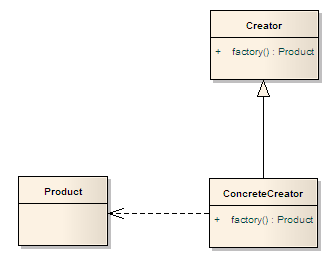 Creator
+ factory() : Product
Product
ConcreteCreator
+ factory() : Product